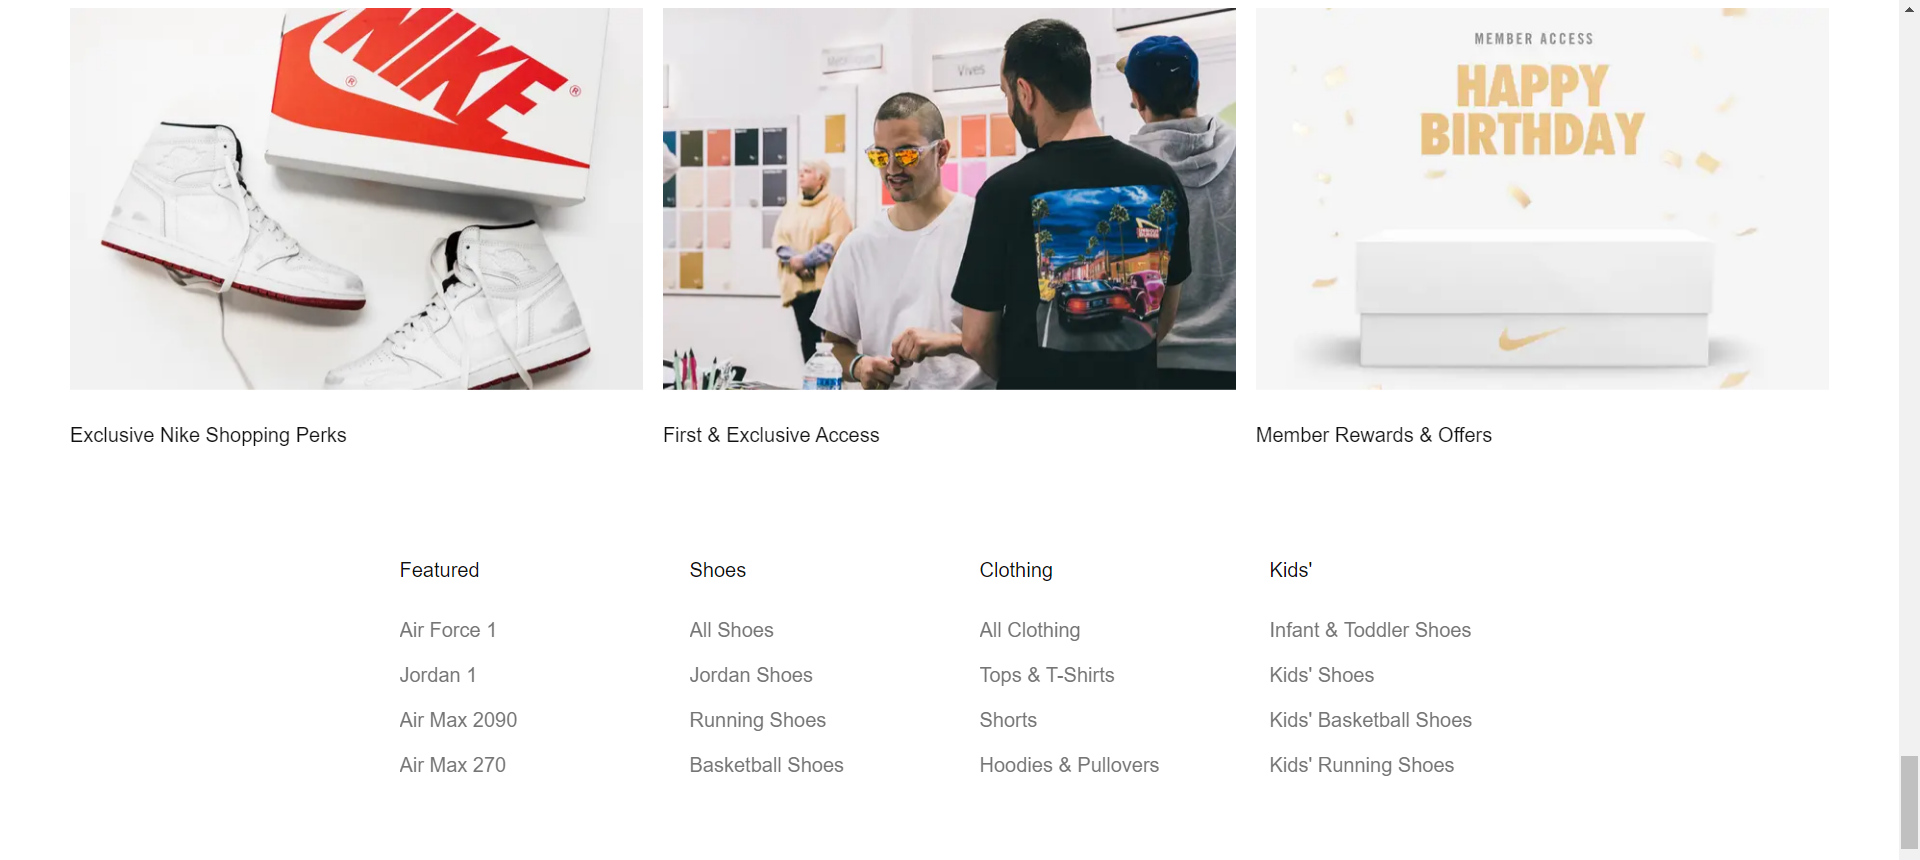 NIKE
®
®
Vives
MEMBER ACCESS
HAPPY
BIRTHDAY
Exclusive Nike Shopping Perks
First & Exclusive Access
Member Rewards & Offers
Featured
Air Force 1
Jordan 1
Air Max 2090
Air Max 270
Shoes
All Shoes
Jordan Shoes
Running Shoes
Basketball Shoes
Clothing
All Clothing
Tops & T-Shirts
Shorts
Hoodies & Pullovers
Kids'
Infant & Toddler Shoes
Kids' Shoes
Kids' Basketball Shoes
Kids' Running Shoes